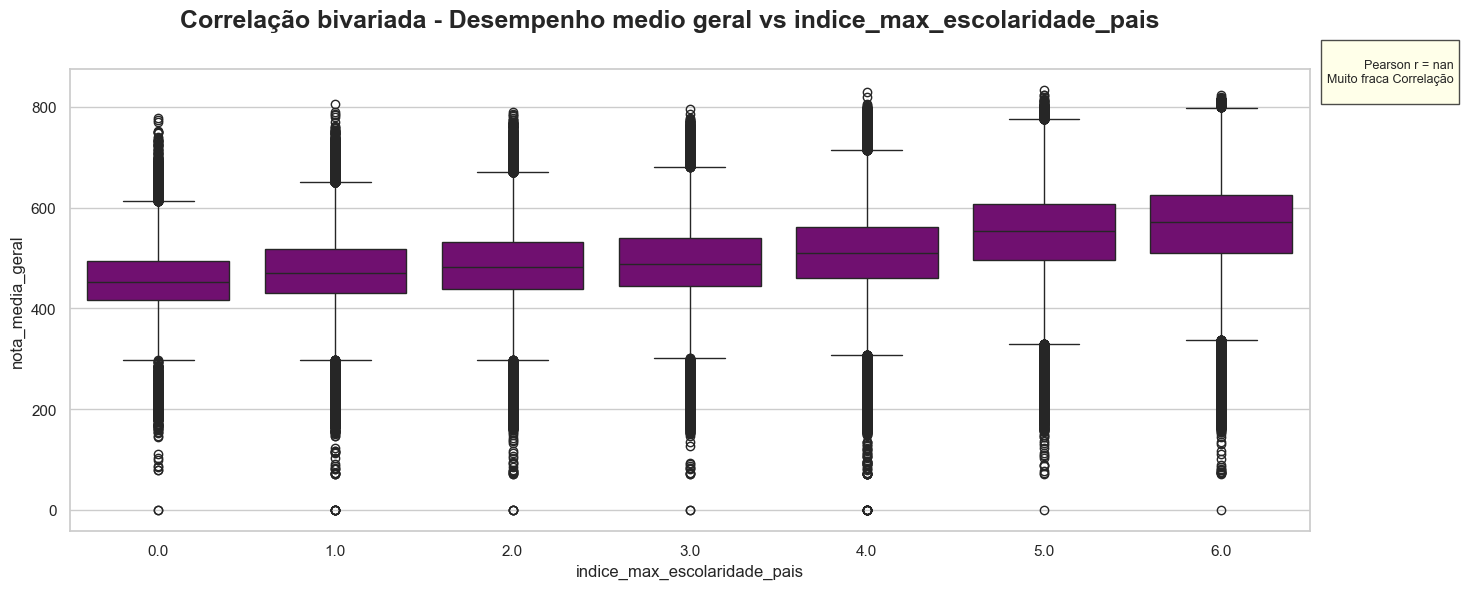 Correlação bivariada - Desempenho medio geral vs indice_max_escolaridade_pais
Pearson r = nan
Muito fraca Correlação
nota_media_geral
800
600
400
200
0
0.0 1.0 2.0 3.0 4.0 5.0 6.0
indice_max_escolaridade_pais